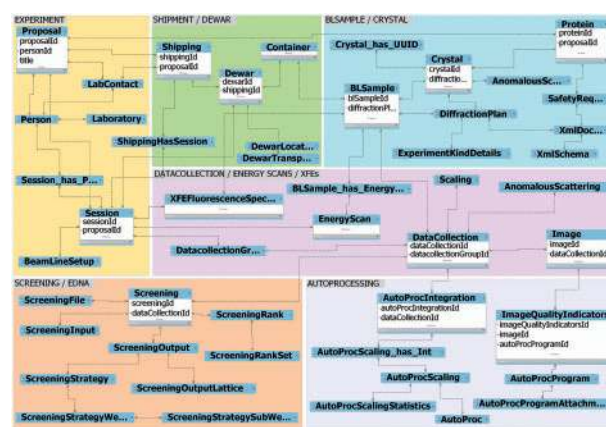 EXPERIMENT
Proposal
proposalId
personId
title
LabContact
Person
Laboratory
Session_has_P...
Session
sessionId
proposalId
BeamLineSetup
SHIPMENT / DEWAR
Shipping
shippingId
proposalId
Container
Dewar
dewarId
shippingId
ShippingHasSession
DewarLocat...
DewarTransp...
BLSAMPLE / CRYSTAL
Crystal_has_UUID
Protein
proteinId
proposalId
Crystal
crystalId
diffractio...
AnomalousSc...
BLSample
blSampleId
diffractionPl...
SafetyReq...
DiffractionPlan
XmlDoc...
ExperimentKindDetails
XmlSchema
DATACOLLECTION / ENERGY SCANS / XFEs
BLSample_has_Energy...
Scaling
AnomalousScattering
XFEFluorescenceSpec...
EnergyScan
DataCollection
dataCollectionId
datacollectionGroupId
Image
imageId
dataCollectionId
DatacollectionGr...
SCREENING / EDNA
ScreeningFile
Screening
screeningId
dataCollectionId
ScreeningRank
ScreeningInput
ScreeningOutput
ScreeningRankSet
ScreeningStrategy
ScreeningOutputLattice
ScreeningStrategyWe...
ScreeningStrategySubWe...
AUTOPROCESSING
AutoProcIntegration
autoProcIntegrationId
dataCollectionId
ImageQualityIndicators
imageQualityIndicatorsId
imageId
autoProcProgramId
AutoProcScaling_has_Int
AutoProcScaling
AutoProcProgram
AutoProcScalingStatistics
AutoProcProgramAttachm...
AutoProc